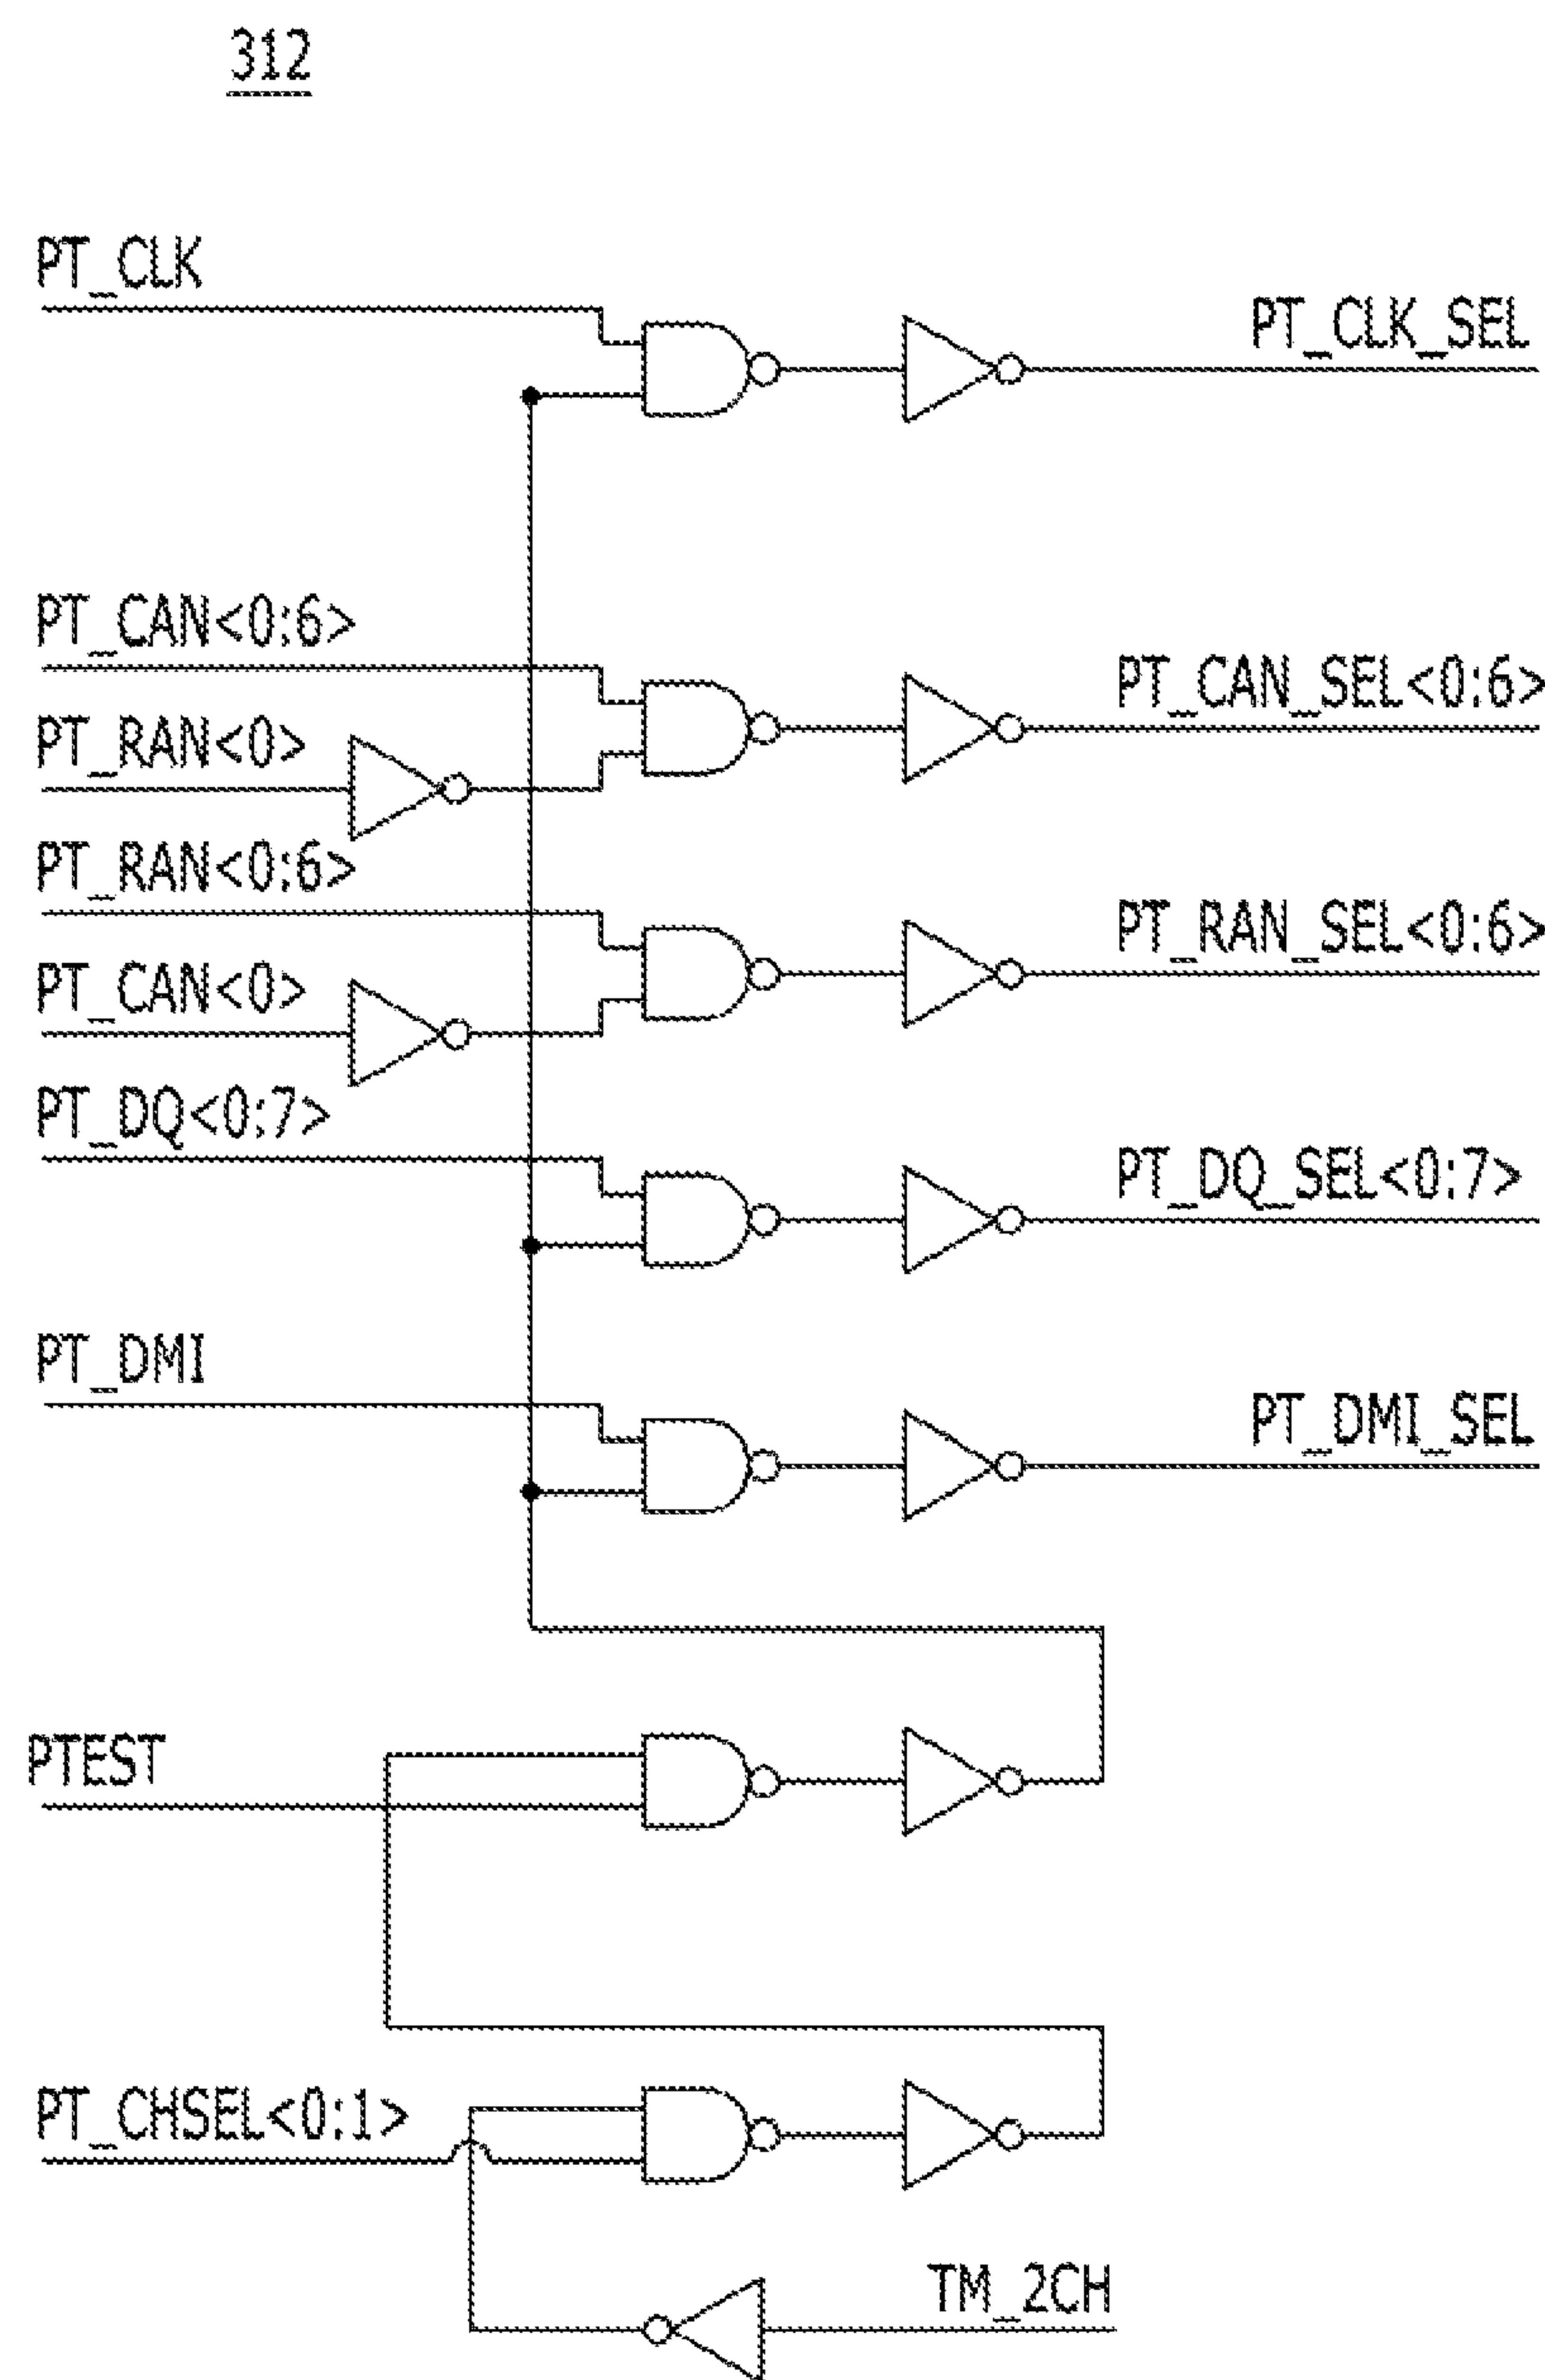 312
PT_CLK
PT_CLK_SEL
PT_CAN<0:6>
PT_CAN_SEL<0:6>
PT_RAN<0>
PT_RAN<0:6>
PT_RAN_SEL<0:6>
PT_CAN<0>
PT_DQ<0:7>
PT_DQ_SEL<0:7>
PT_DMI
PT_DMI_SEL
PTEST
PT_CHSEL<0:1>
TM_2CH